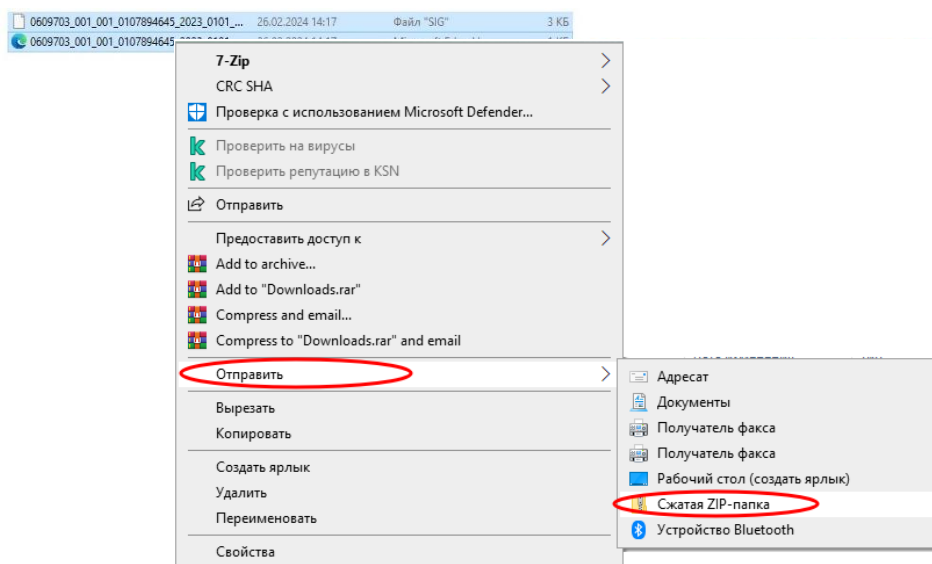 0609703_001_001_0107894645_2023_0101_... 26.02.2024 14:17 Файл "SIG" 3 КБ
0609703_001_001_0107894645
7-Zip
CRC SHA
Проверка с использованием Microsoft Defender...
Проверить на вирусы
Проверить репутацию в KSN
Отправить
Предоставить доступ к
Add to archive...
Add to "Downloads.rar"
Compress and email...
Compress to "Downloads.rar" and email
Отправить
Вырезать
Копировать
Создать ярлык
Удалить
Переименовать
Свойства
Адресат
Документы
Получатель факса
Получатель факса
Рабочий стол (создать ярлык)
Сжатая ZIP-папка
Устройство Bluetooth